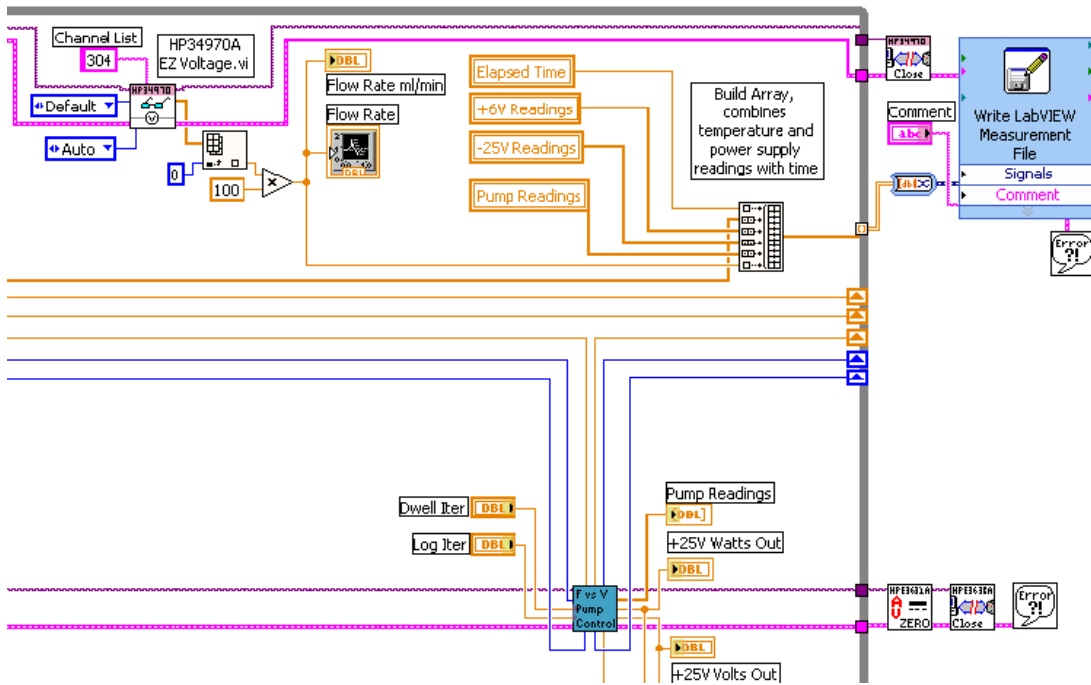 Channel List
304
HP34970A
EZ Voltage.vi
HP34970
Default
Auto
0
100
DBL
Flow Rate ml/min
Flow Rate
DBL
Elapsed Time
+6V Readings
-25V Readings
Pump Readings
Build Array,
combines
temperature and
power supply
readings with time
HP34970
Close
Comment
abc
Write LabVIEW
Measurement
File
Signals
Comment
Error
?!
Dwell Iter
DBL
Log Iter
DBL
Pump Readings
DBL]
+25V Watts Out
DBL
F vs V
Pump
Control
DBL
+25V Volts Out
HPE3631A
ZERO
Close
Error
?!